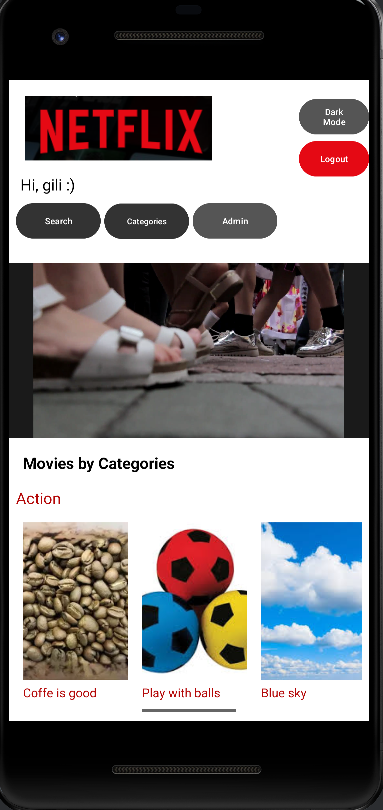 NETFLIX
Dark
Mode
Logout
Hi, gili :)
Search
Categories
Admin
Movies by Categories
Action
Coffe is good
Play with balls
Blue sky